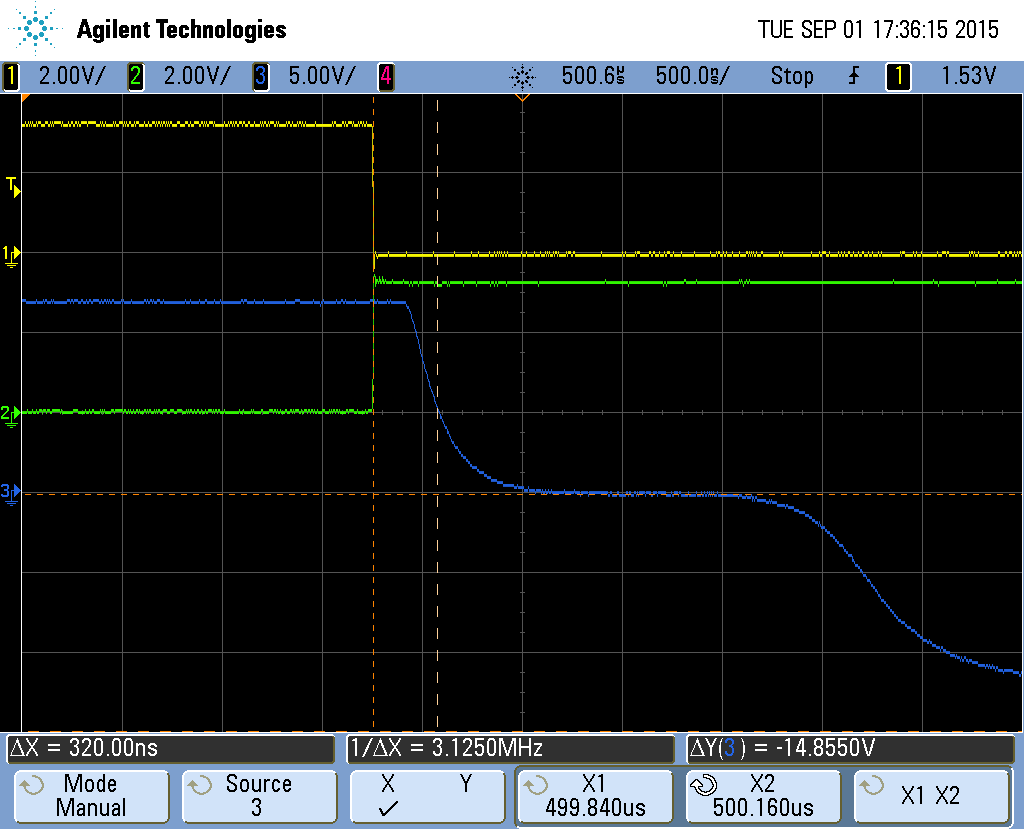 Agilent Technologies
TUE SEP 01 17:36:15 2015
1 2.00V/ 2 2.00V/ 3 5.00V/ 4 500.6µs 500.0ns/ Stop 1 1.53V
T
1
2
3
ΔX = 320.00ns 1/ΔX = 3.1250MHz ΔY(3) = -14.8550V
Mode Source X Y X1 X2 X1 X2
Manual 3 ✓ 499.840us 500.160us